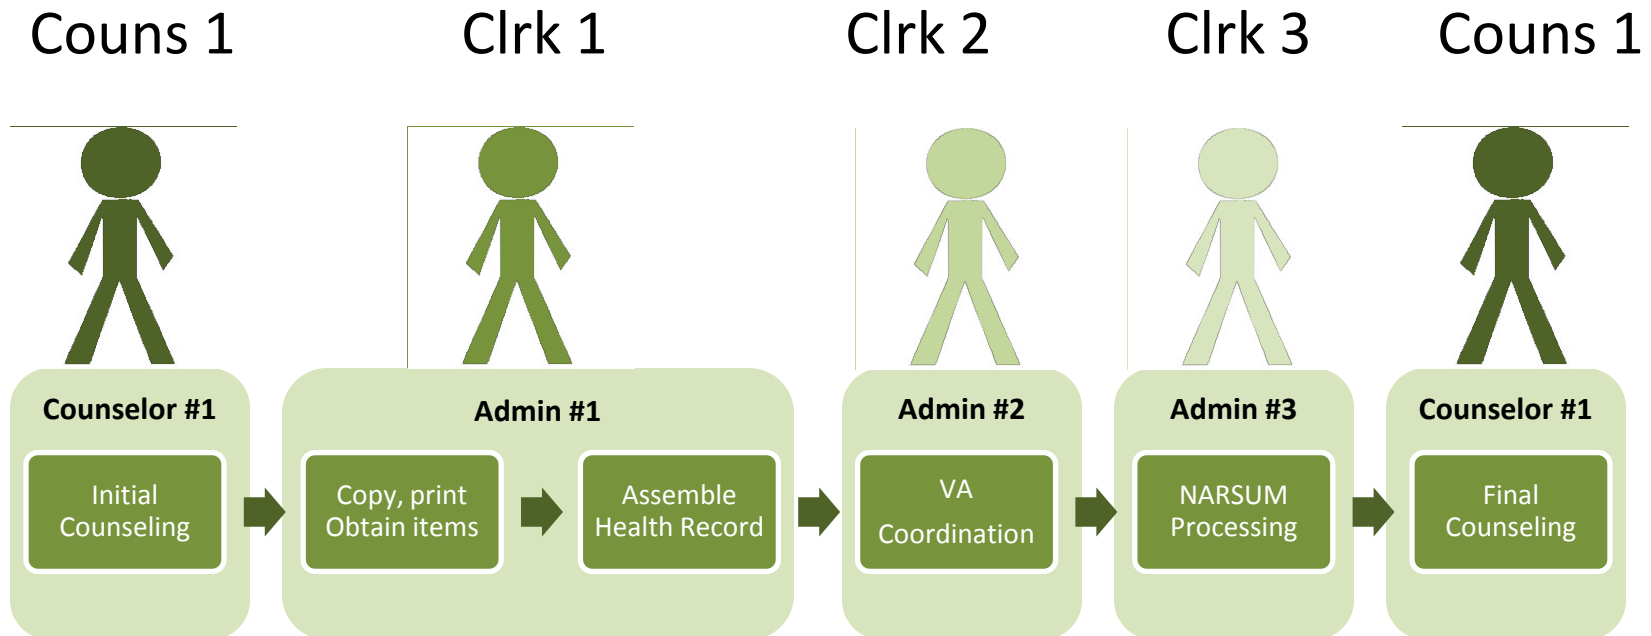 Couns 1
Clrk 1
Clrk 2
Clrk 3
Couns 1
Counselor #1
Initial
Counseling
Admin #1
Copy, print
Obtain items
Assemble
Health Record
Admin #2
VA
Coordination
Admin #3
NARSUM
Processing
Counselor #1
Final
Counseling